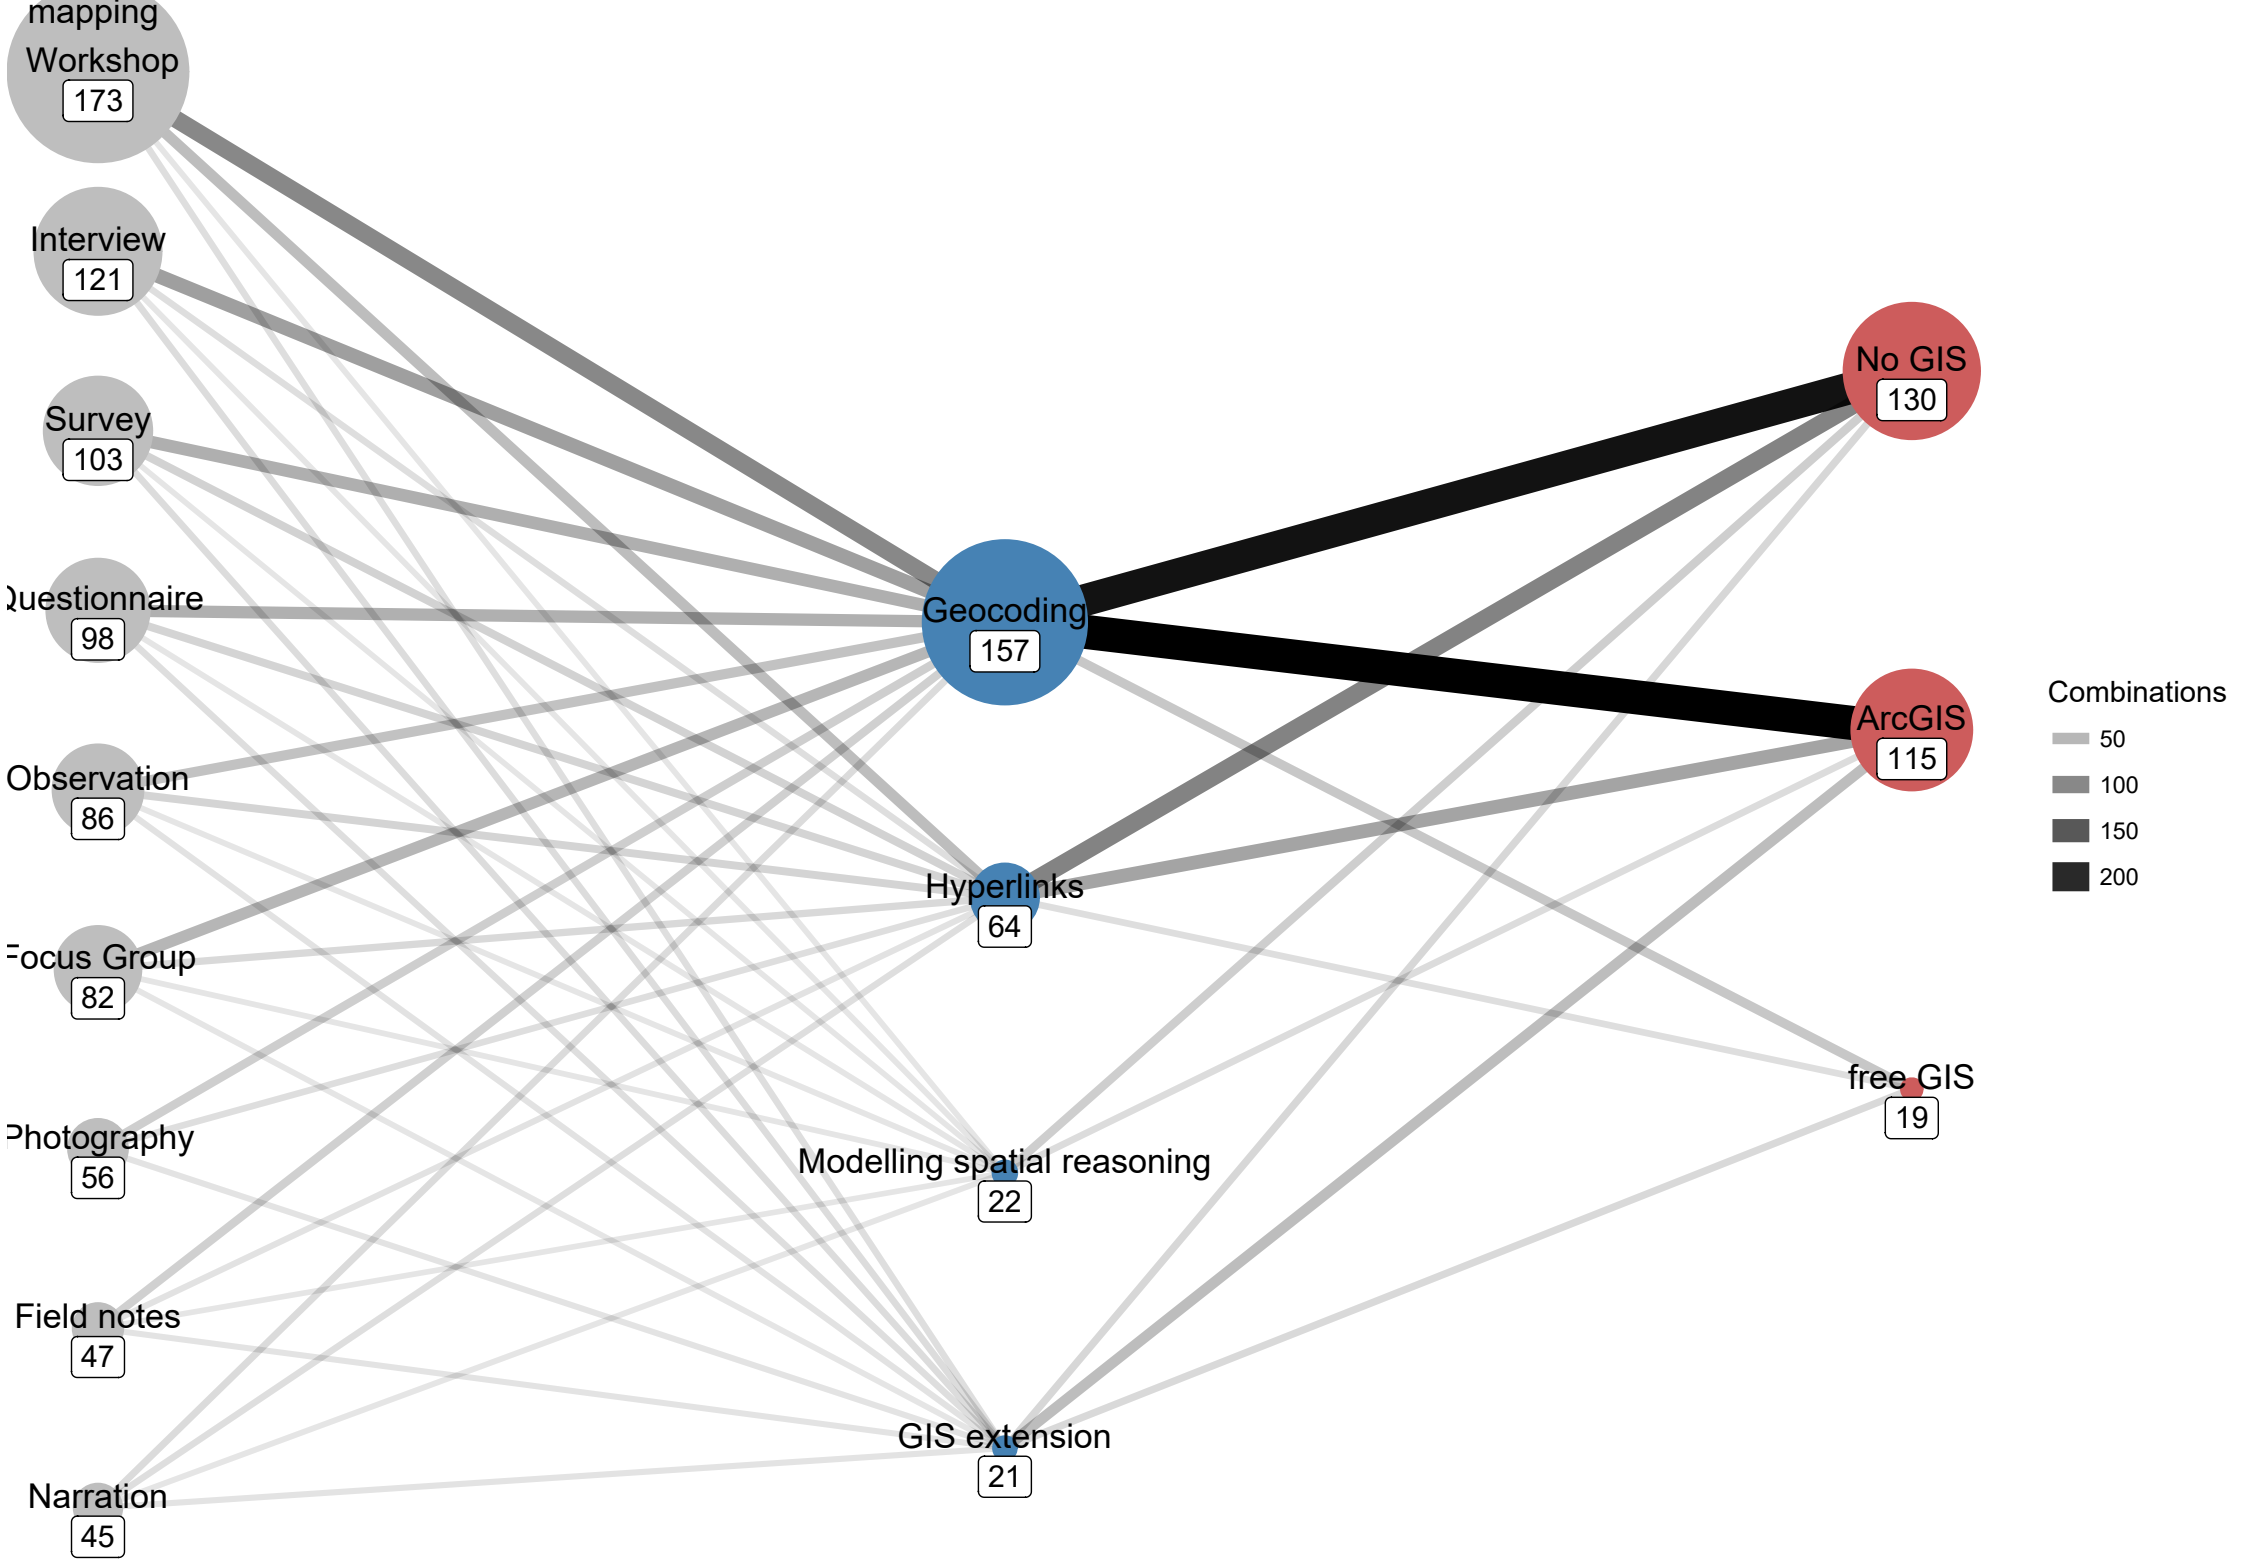 mapping
Workshop
173
Interview
121
Survey
103
Questionnaire
98
Observation
86
Focus Group
82
Photography
56
Field notes
47
Narration
45
Geocoding
157
Hyperlinks
64
Modelling spatial reasoning
22
GIS extension
21
No GIS
130
ArcGIS
115
free GIS
19
Combinations
50
100
150
200